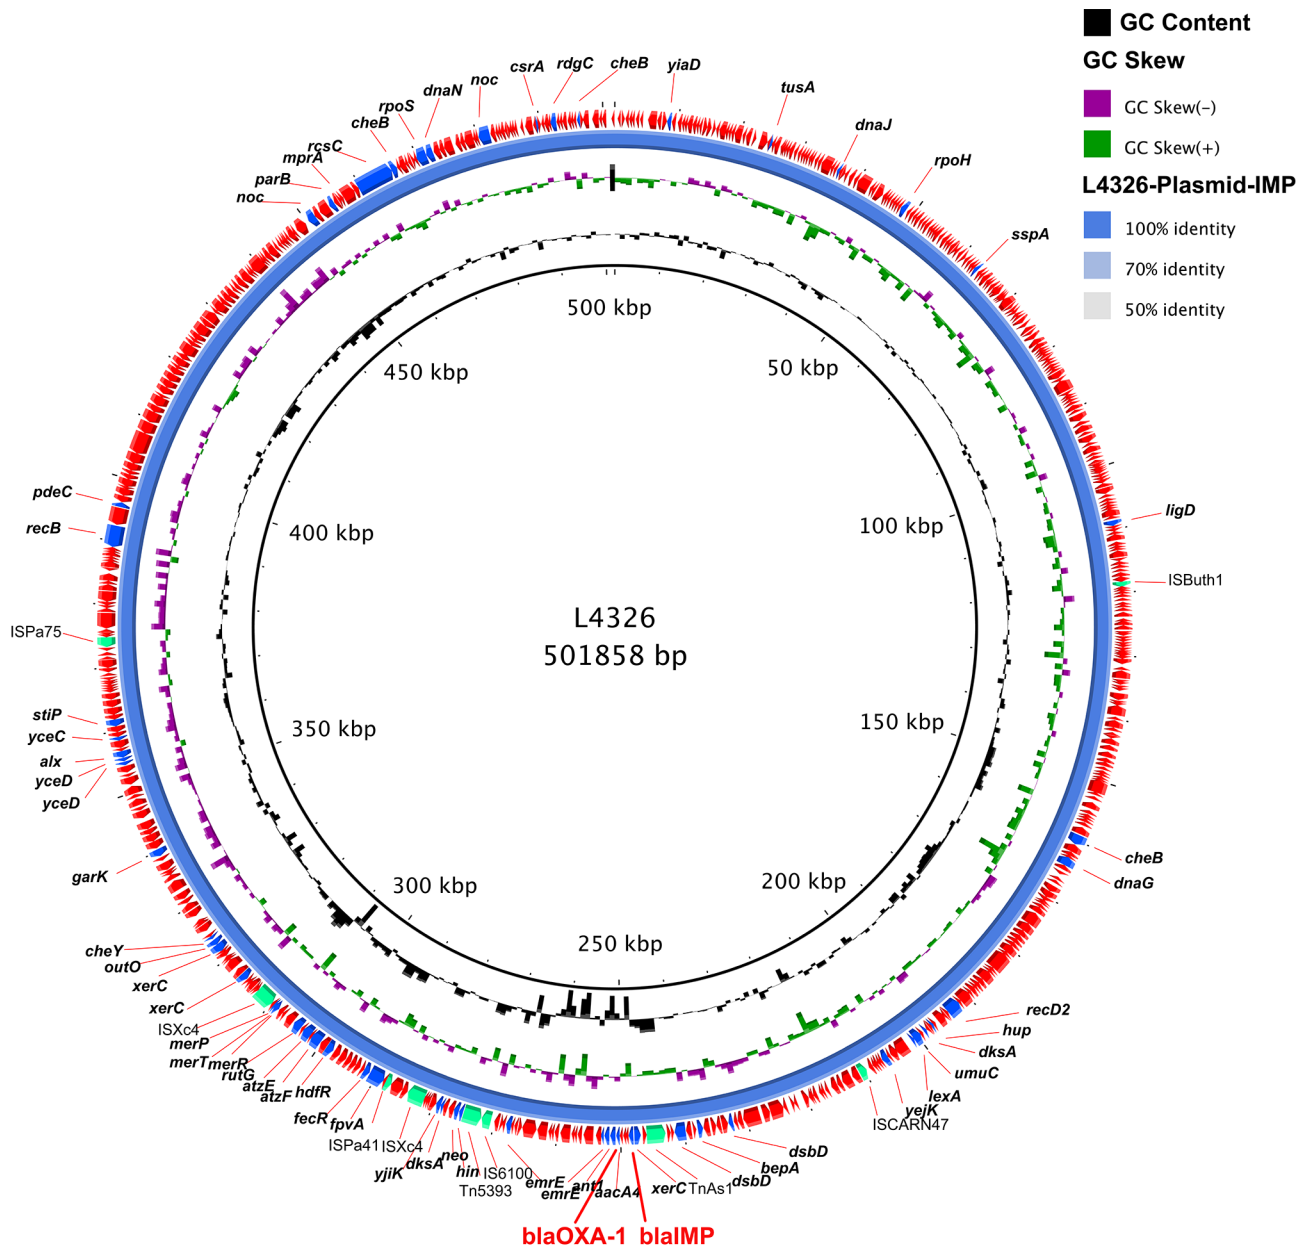 GC Content
GC Skew
GC Skew(-)
GC Skew(+)
L4326-Plasmid-IMP
100% identity
70% identity
50% identity
csrA
rdgC
cheB
yiaD
tusA
dnaJ
rpoH
sspA
ligD
ISButh1
cheB
dnaG
recD2
hup
dksA
umuC
lexA
yejK
ISCARN47
dsbD
bepA
dsbD
TnAs1
xerC
blaIMP
blaOXA-1
aacA4
ant1
emrE
emrE
IS6100
Tn5393
hin
neo
dksA
yjiK
ISXc4
ISPa41
fpvA
fecR
hdfR
atzF
atzE
rutG
merR
merT
merP
ISXc4
xerC
xerC
outO
cheY
garK
yceD
yceD
alx
yceC
stiP
ISPa75
recB
pdeC
noc
parB
mprA
rcsC
cheB
rpoS
dnaN
noc
500 kbp
50 kbp
100 kbp
150 kbp
200 kbp
250 kbp
300 kbp
350 kbp
400 kbp
450 kbp
L4326
501858 bp